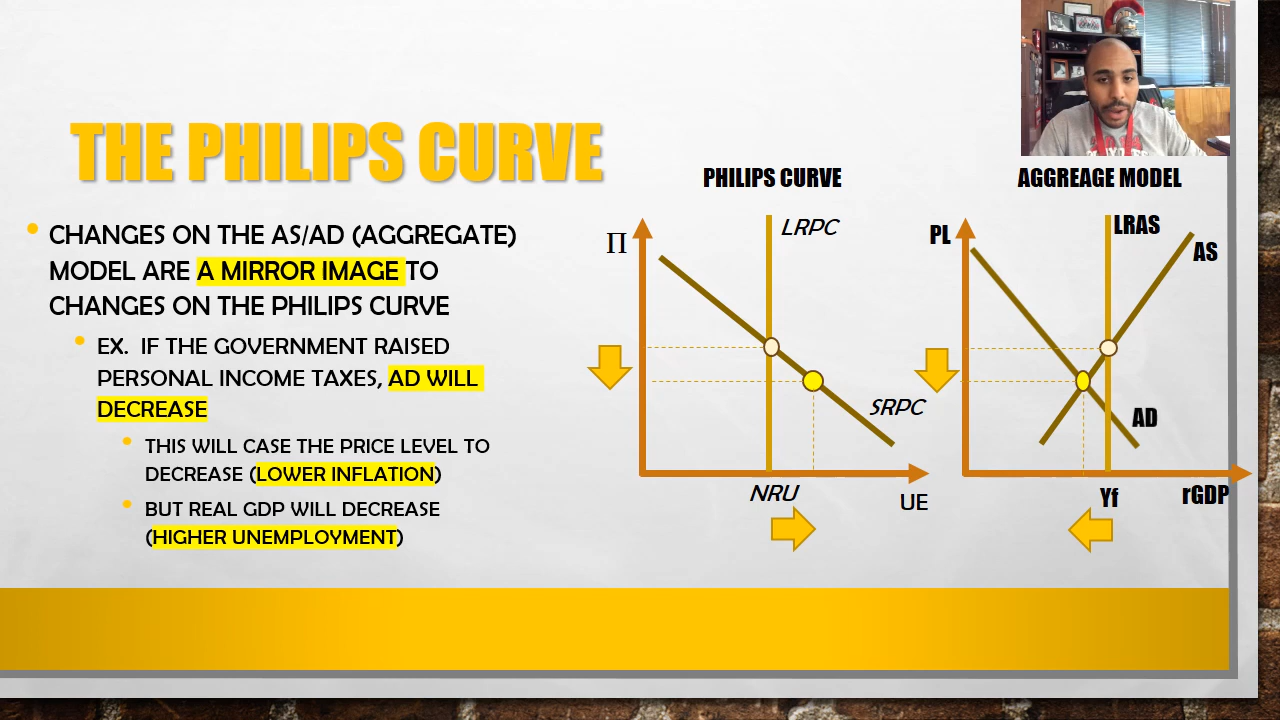 THE PHILIPS CURVE
CHANGES ON THE AS/AD (AGGREGATE)
MODEL ARE A MIRROR IMAGE TO
CHANGES ON THE PHILIPS CURVE
EX. IF THE GOVERNMENT RAISED
PERSONAL INCOME TAXES, AD WILL
DECREASE
THIS WILL CASE THE PRICE LEVEL TO
DECREASE (LOWER INFLATION)
BUT REAL GDP WILL DECREASE
(HIGHER UNEMPLOYMENT)
PHILIPS CURVE
Π
LRPC
SRPC
NRU
UE
AGGREAGE MODEL
PL
LRAS
AS
AD
Yf
rGDP